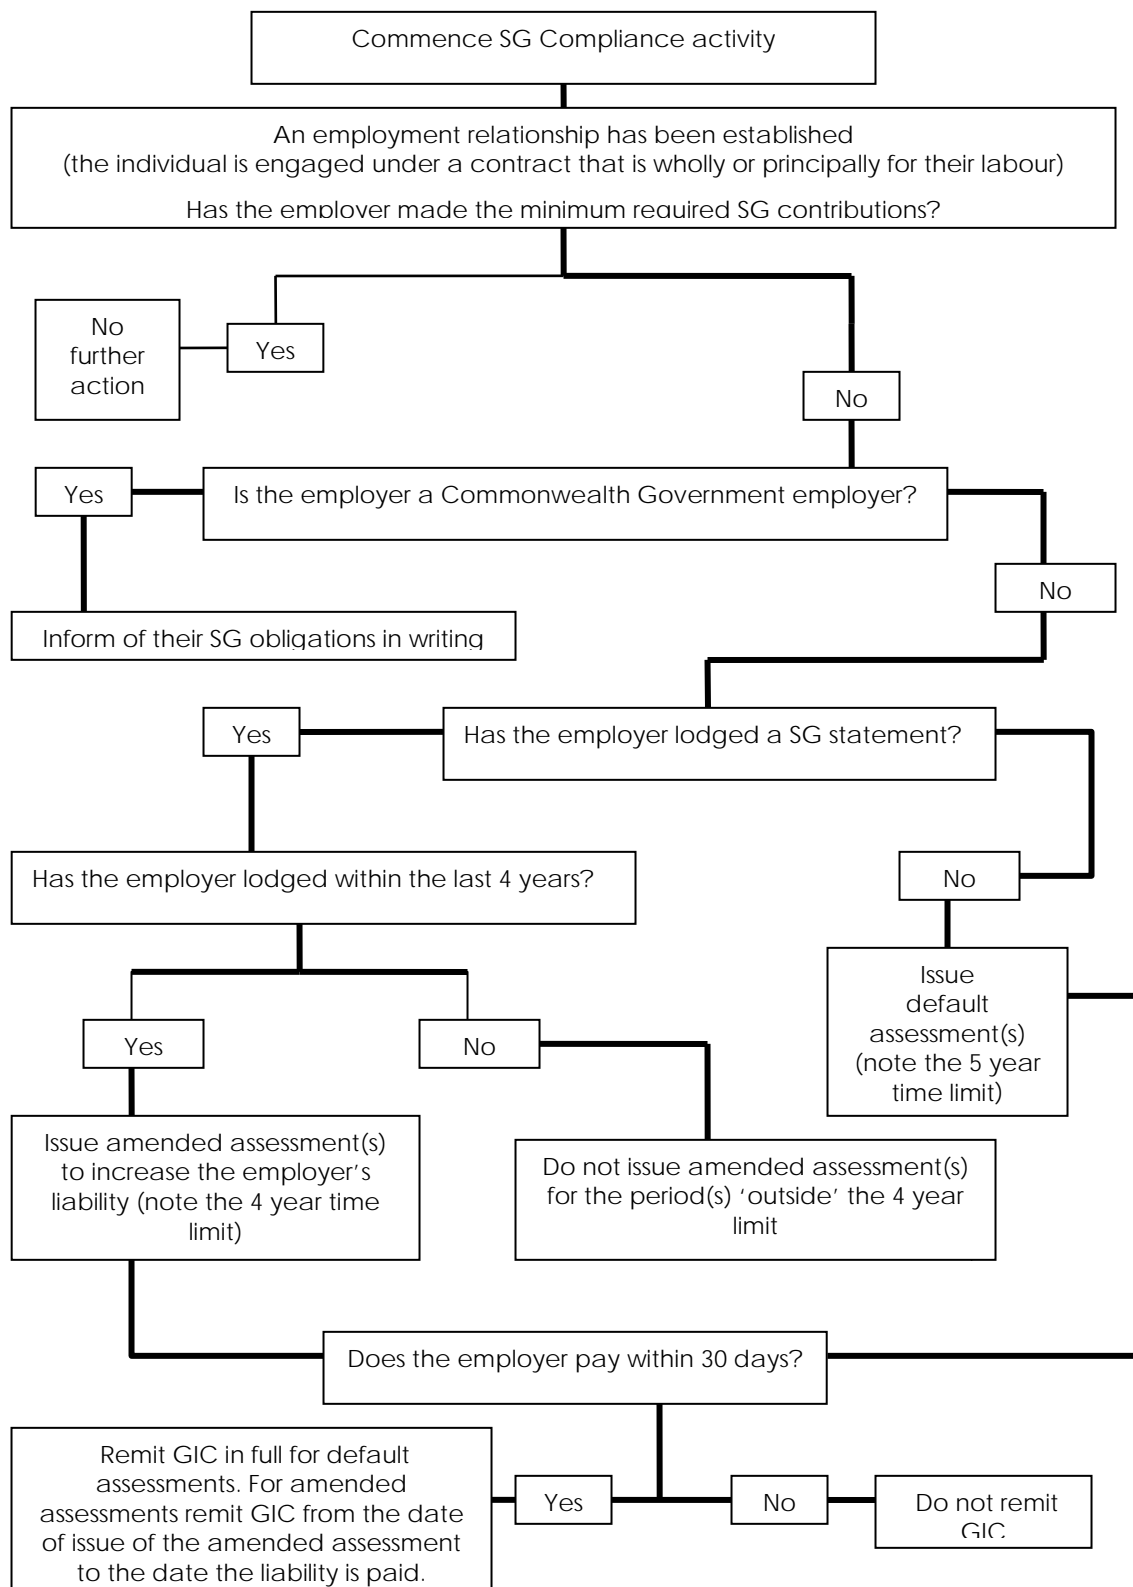 Commence SG Compliance activity
An employment relationship has been established
(the individual is engaged under a contract that is wholly or principally for their labour)
Has the employer made the minimum required SG contributions?
No
further
action
Yes
No
Yes
Is the employer a Commonwealth Government employer?
No
Inform of their SG obligations in writing
Yes
Has the employer lodged a SG statement?
Has the employer lodged within the last 4 years?
No
Issue
default
assessment(s)
(note the 5 year
time limit)
Yes
No
Issue amended assessment(s)
to increase the employer’s
liability (note the 4 year time
limit)
Do not issue amended assessment(s)
for the period(s) ‘outside’ the 4 year
limit
Does the employer pay within 30 days?
Remit GIC in full for default
assessments. For amended
assessments remit GIC from the date
of issue of the amended assessment
to the date the liability is paid.
Yes
No
Do not remit
GIC